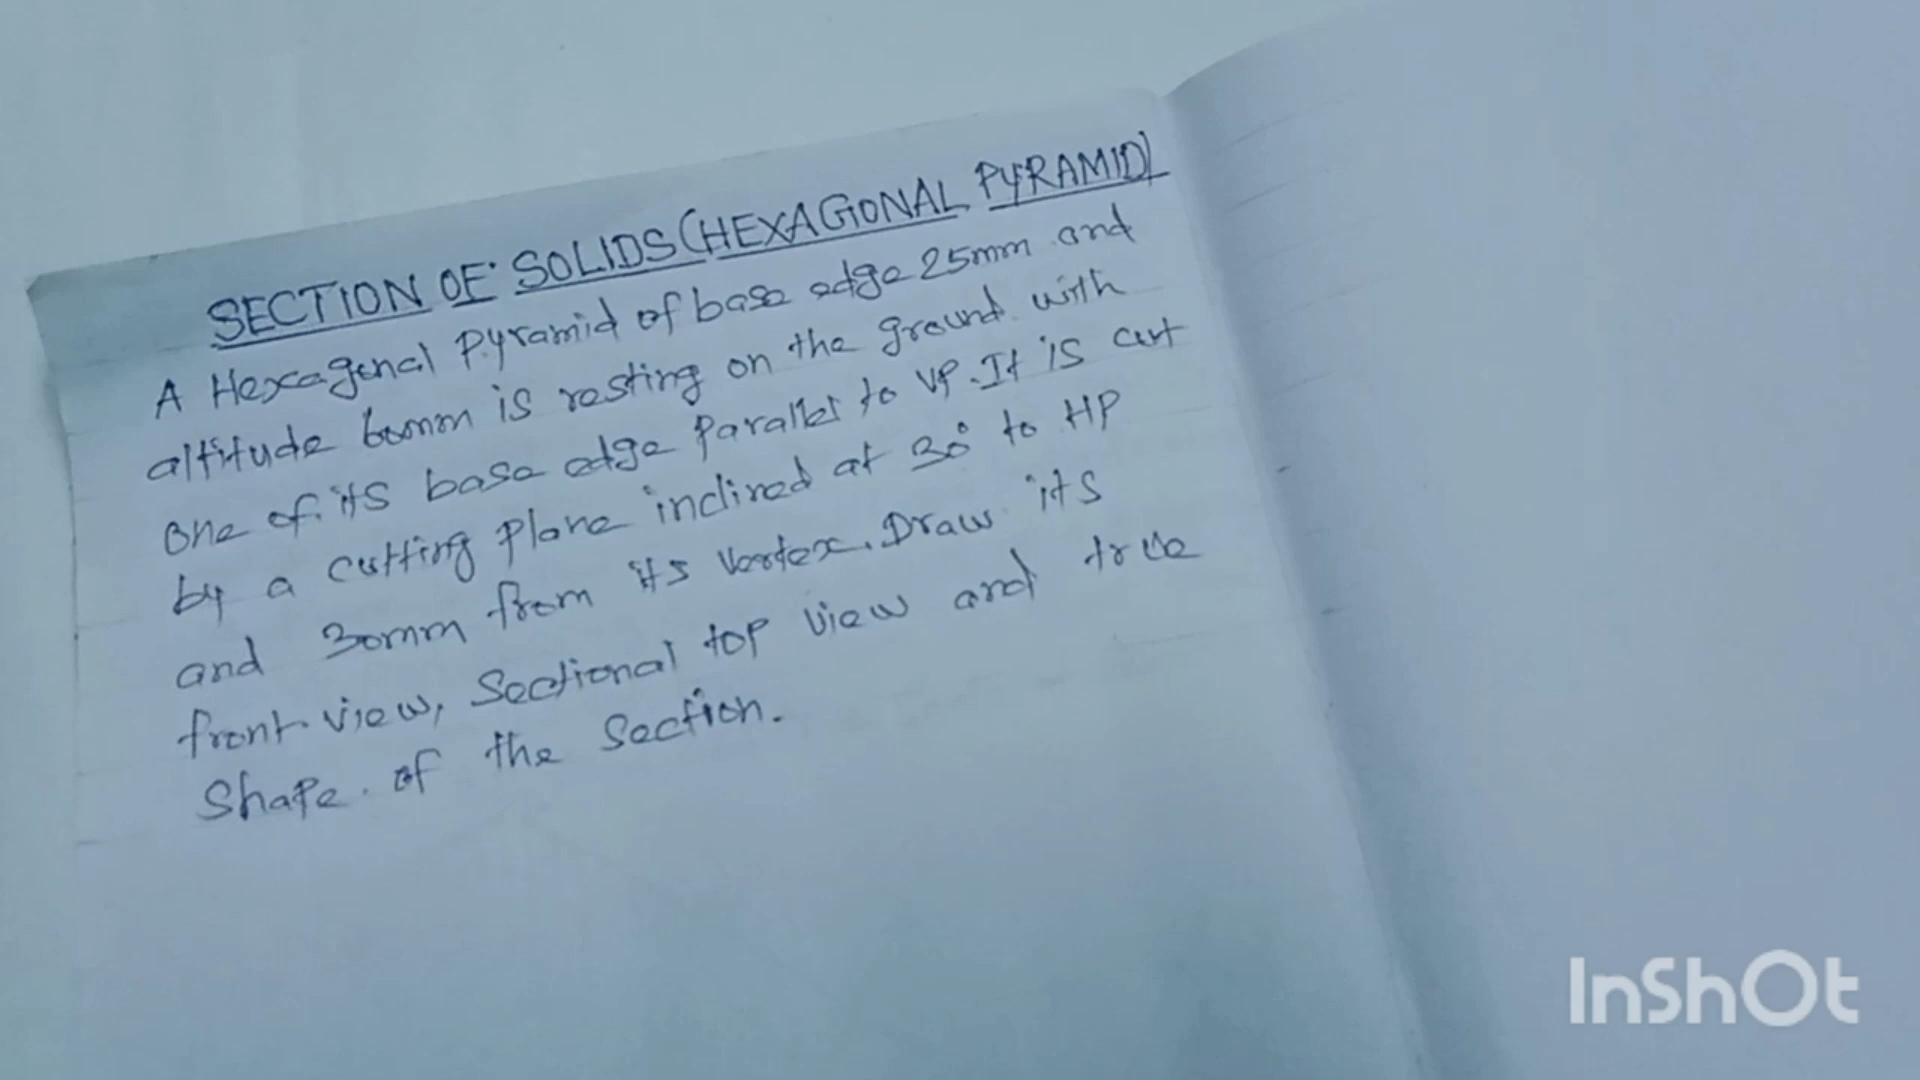 SECTION OF SOLIDS (HEXAGONAL PYRAMID)
A Hexagonal Pyramid of base edge 25mm and
altitude 60mm is resting on the ground with
one of its base edge parallel to VP. It is cut
by a cutting plane inclined at 30° to HP
and 30mm from its vertex. Draw its
front view, Sectional top view and true
Shape of the Section.
InShOt